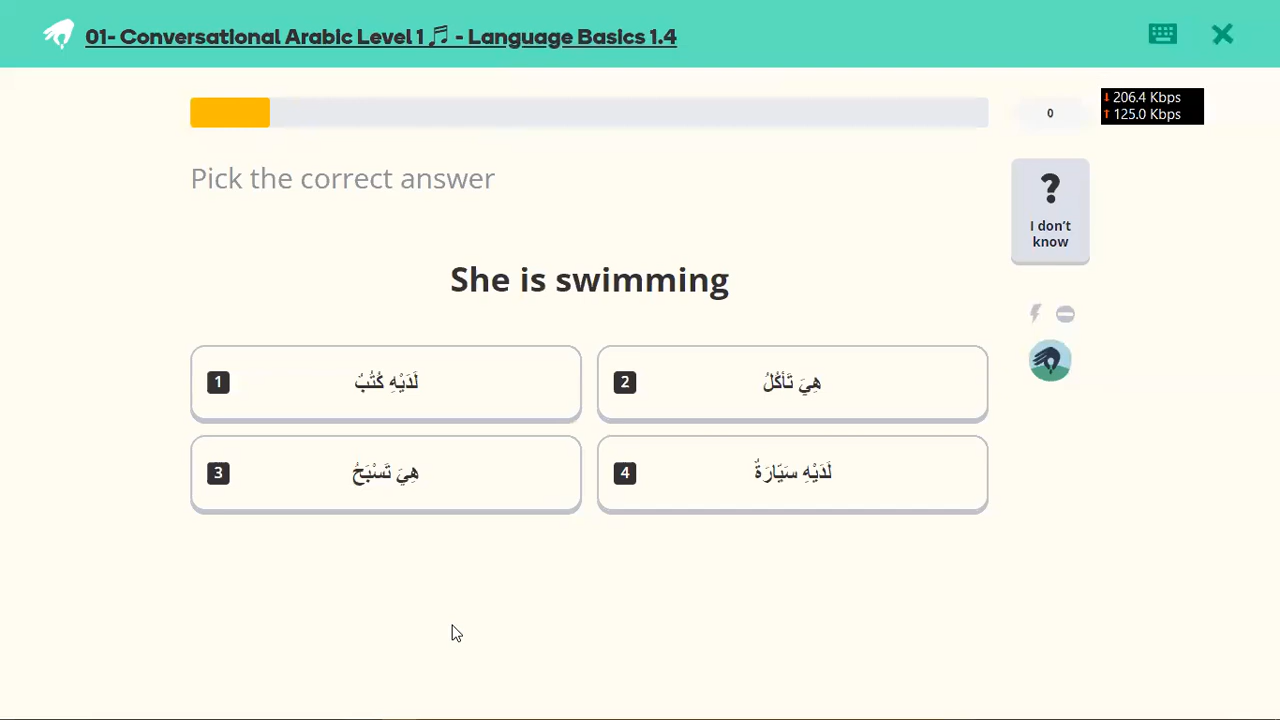 01- Conversational Arabic Level 1 🎵 - Language Basics 1.4
↓ 206.4 Kbps
↑ 125.0 Kbps
0
Pick the correct answer
?
I don't
know
She is swimming
1 لَدَيْهِ كُتُبٌ
2 هِيَ تَأكُلُ
3 هِيَ تَسْبَحُ
4 لَدَيْهِ سَيّارَةٌ